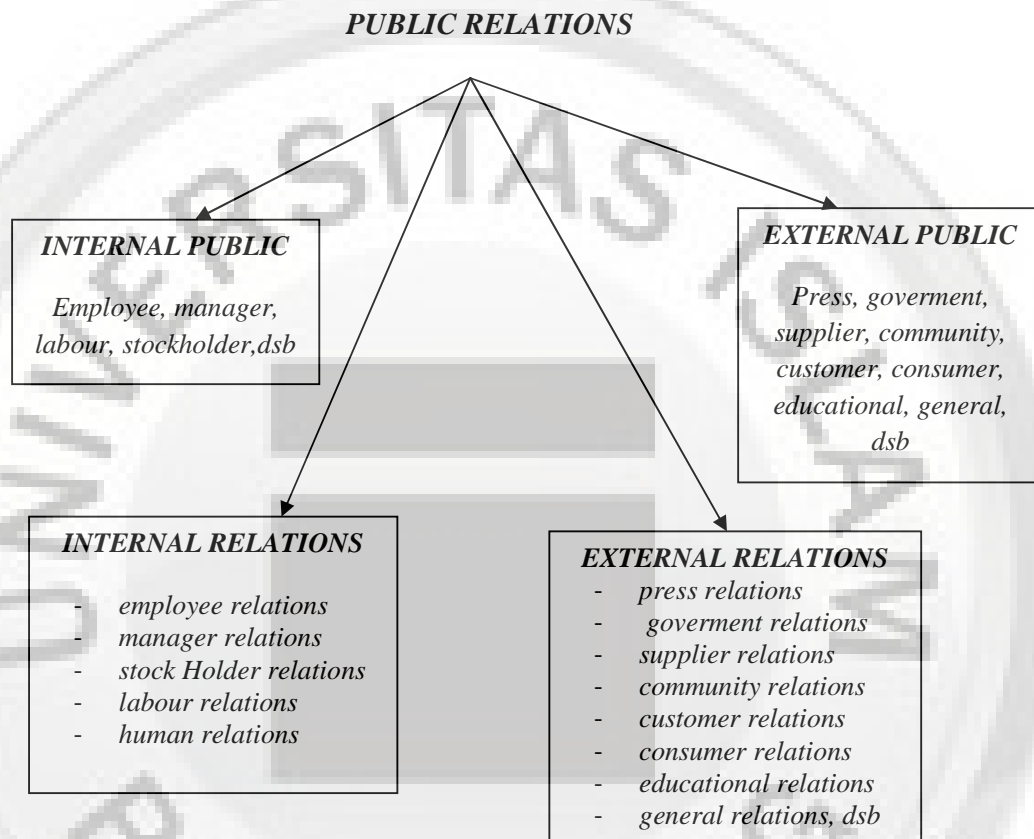 PUBLIC RELATIONS
INTERNAL PUBLIC
Employee, manager,
labour, stockholder,dsb
EXTERNAL PUBLIC
Press, goverment,
supplier, community,
customer, consumer,
educational, general,
dsb
INTERNAL RELATIONS
- employee relations
- manager relations
- stock Holder relations
- labour relations
- human relations
EXTERNAL RELATIONS
- press relations
- goverment relations
- supplier relations
- community relations
- customer relations
- consumer relations
- educational relations
- general relations, dsb
UNIVERSITAS ISLAM